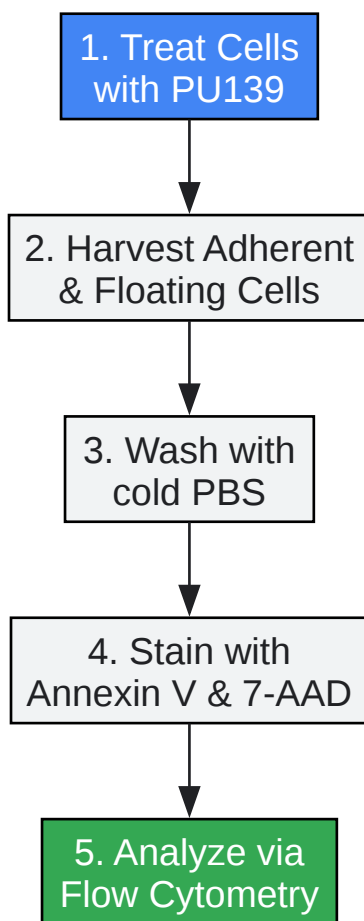 1. Treat Cells
with PU139
2. Harvest Adherent
& Floating Cells
3. Wash with
cold PBS
4. Stain with
Annexin V & 7-AAD
5. Analyze via
Flow Cytometry